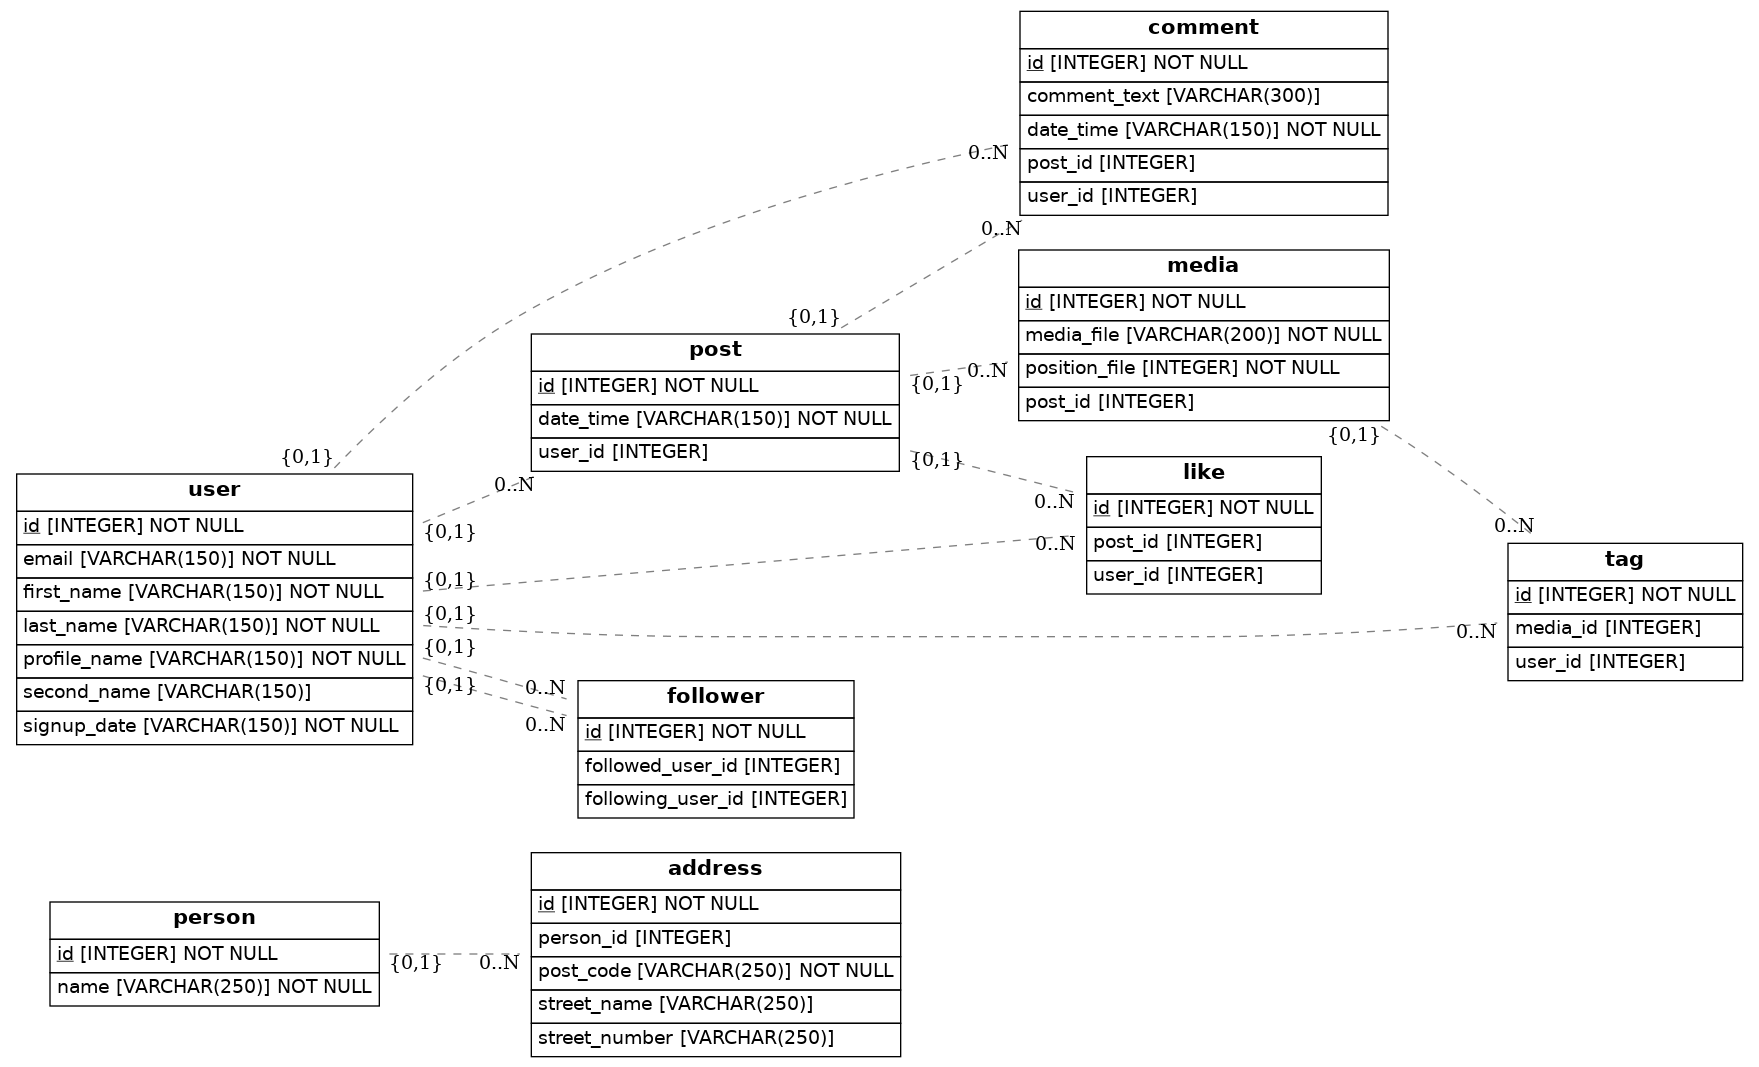 comment
id [INTEGER] NOT NULL
comment_text [VARCHAR(300)]
date_time [VARCHAR(150)] NOT NULL
post_id [INTEGER]
user_id [INTEGER]
0..N
0..N
media
id [INTEGER] NOT NULL
media_file [VARCHAR(200)] NOT NULL
position_file [INTEGER] NOT NULL
post_id [INTEGER]
{0,1}
post
id [INTEGER] NOT NULL
date_time [VARCHAR(150)] NOT NULL
user_id [INTEGER]
{0,1}
0..N
{0,1}
{0,1}
like
id [INTEGER] NOT NULL
post_id [INTEGER]
user_id [INTEGER]
0..N
0..N
{0,1}
user
id [INTEGER] NOT NULL
email [VARCHAR(150)] NOT NULL
first_name [VARCHAR(150)] NOT NULL
last_name [VARCHAR(150)] NOT NULL
profile_name [VARCHAR(150)] NOT NULL
second_name [VARCHAR(150)]
signup_date [VARCHAR(150)] NOT NULL
0..N
{0,1}
{0,1}
{0,1}
{0,1}
{0,1}
0..N
tag
id [INTEGER] NOT NULL
media_id [INTEGER]
user_id [INTEGER]
0..N
0..N
0..N
follower
id [INTEGER] NOT NULL
followed_user_id [INTEGER]
following_user_id [INTEGER]
person
id [INTEGER] NOT NULL
name [VARCHAR(250)] NOT NULL
{0,1}
0..N
address
id [INTEGER] NOT NULL
person_id [INTEGER]
post_code [VARCHAR(250)] NOT NULL
street_name [VARCHAR(250)]
street_number [VARCHAR(250)]